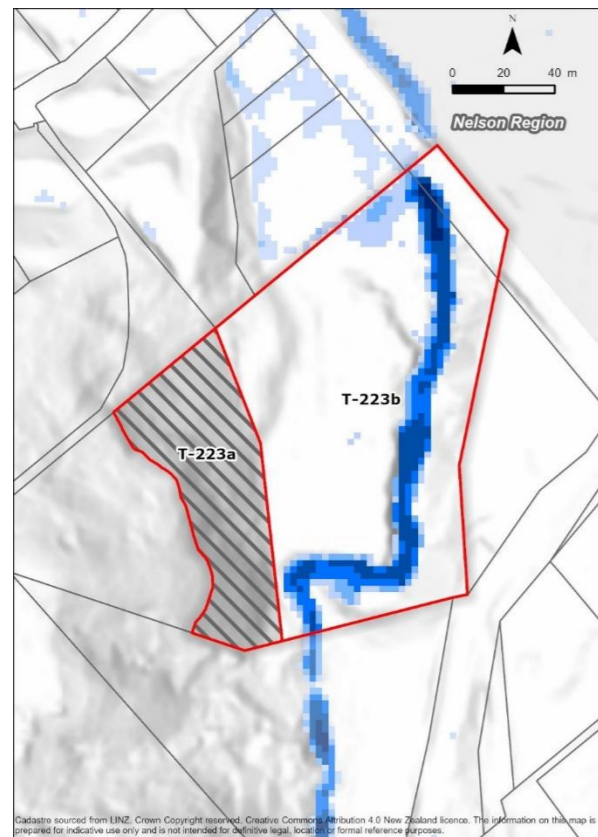 N
0 20 40 m
Nelson Region
T-223b
T-223a
Cadastre sourced from LINZ. Crown Copyright reserved. Creative Commons Attribution 4.0 New Zealand licence. The information on this map is
prepared for indicative use only and is not intended for definitive legal, location or formal reference purposes.